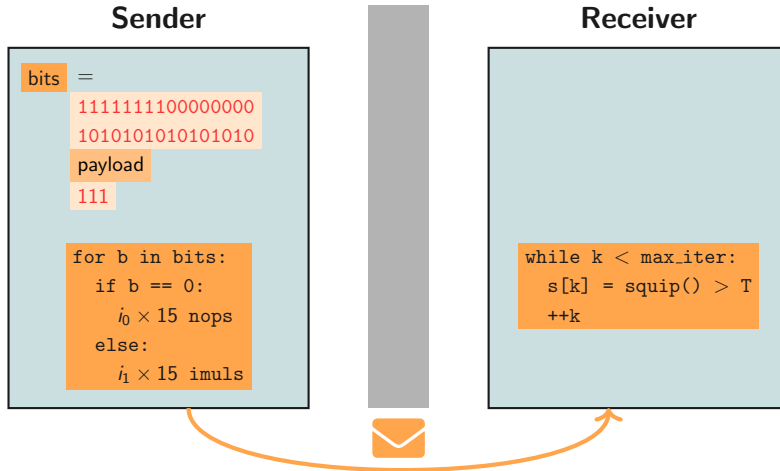 Sender
bits =
1111111100000000
1010101010101010
payload
111
for b in bits:
if b == 0:
i₀ × 15 nops
else:
i₁ × 15 imuls
Receiver
while k < max_iter:
s[k] = squip() > T
++k